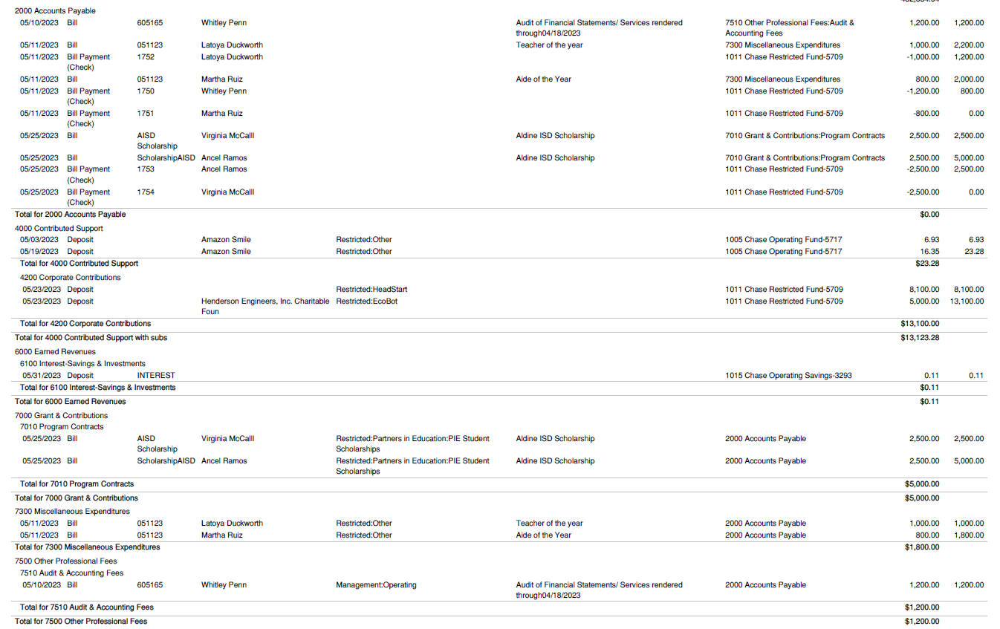 2000 Accounts Payable
05/10/2023 Bill 605165 Whitley Penn Audit of Financial Statements/ Services rendered 7510 Other Professional Fees:Audit & 1,200.00 1,200.00
through04/18/2023 Accounting Fees
05/11/2023 Bill 051123 Latoya Duckworth Teacher of the year 7300 Miscellaneous Expenditures 1,000.00 2,200.00
05/11/2023 Bill Payment 1752 Latoya Duckworth 1011 Chase Restricted Fund-5709 -1,000.00 1,200.00
(Check)
05/11/2023 Bill 051123 Martha Ruiz Aide of the Year 7300 Miscellaneous Expenditures 800.00 2,000.00
05/11/2023 Bill Payment 1750 Whitley Penn 1011 Chase Restricted Fund-5709 -1,200.00 800.00
(Check)
05/11/2023 Bill Payment 1751 Martha Ruiz 1011 Chase Restricted Fund-5709 -800.00 0.00
(Check)
05/25/2023 Bill AISD Virginia McCalll Aldine ISD Scholarship 7010 Grant & Contributions:Program Contracts 2,500.00 2,500.00
Scholarship
05/25/2023 Bill ScholarshipAISD Ancel Ramos Aldine ISD Scholarship 7010 Grant & Contributions:Program Contracts 2,500.00 5,000.00
05/25/2023 Bill Payment 1753 Ancel Ramos 1011 Chase Restricted Fund-5709 -2,500.00 2,500.00
(Check)
05/25/2023 Bill Payment 1754 Virginia McCalll 1011 Chase Restricted Fund-5709 -2,500.00 0.00
(Check)
Total for 2000 Accounts Payable $0.00
4000 Contributed Support
05/03/2023 Deposit Amazon Smile Restricted:Other 1005 Chase Operating Fund-5717 6.93 6.93
05/19/2023 Deposit Amazon Smile Restricted:Other 1005 Chase Operating Fund-5717 16.35 23.28
Total for 4000 Contributed Support $23.28
4200 Corporate Contributions
05/23/2023 Deposit Restricted:HeadStart 1011 Chase Restricted Fund-5709 8,100.00 8,100.00
05/23/2023 Deposit Henderson Engineers, Inc. Charitable Restricted:EcoBot 1011 Chase Restricted Fund-5709 5,000.00 13,100.00
Foun
Total for 4200 Corporate Contributions $13,100.00
Total for 4000 Contributed Support with subs $13,123.28
6000 Earned Revenues
6100 Interest-Savings & Investments
05/31/2023 Deposit INTEREST 1015 Chase Operating Savings-3293 0.11 0.11
Total for 6100 Interest-Savings & Investments $0.11
Total for 6000 Earned Revenues $0.11
7000 Grant & Contributions
7010 Program Contracts
05/25/2023 Bill AISD Virginia McCalll Restricted:Partners in Education:PIE Student Aldine ISD Scholarship 2000 Accounts Payable 2,500.00 2,500.00
Scholarship Scholarships
05/25/2023 Bill ScholarshipAISD Ancel Ramos Restricted:Partners in Education:PIE Student Aldine ISD Scholarship 2000 Accounts Payable 2,500.00 5,000.00
Scholarships
Total for 7010 Program Contracts $5,000.00
Total for 7000 Grant & Contributions $5,000.00
7300 Miscellaneous Expenditures
05/11/2023 Bill 051123 Latoya Duckworth Restricted:Other Teacher of the year 2000 Accounts Payable 1,000.00 1,000.00
05/11/2023 Bill 051123 Martha Ruiz Restricted:Other Aide of the Year 2000 Accounts Payable 800.00 1,800.00
Total for 7300 Miscellaneous Expenditures $1,800.00
7500 Other Professional Fees
7510 Audit & Accounting Fees
05/10/2023 Bill 605165 Whitley Penn Management:Operating Audit of Financial Statements/ Services rendered 2000 Accounts Payable 1,200.00 1,200.00
through04/18/2023
Total for 7510 Audit & Accounting Fees $1,200.00
Total for 7500 Other Professional Fees $1,200.00